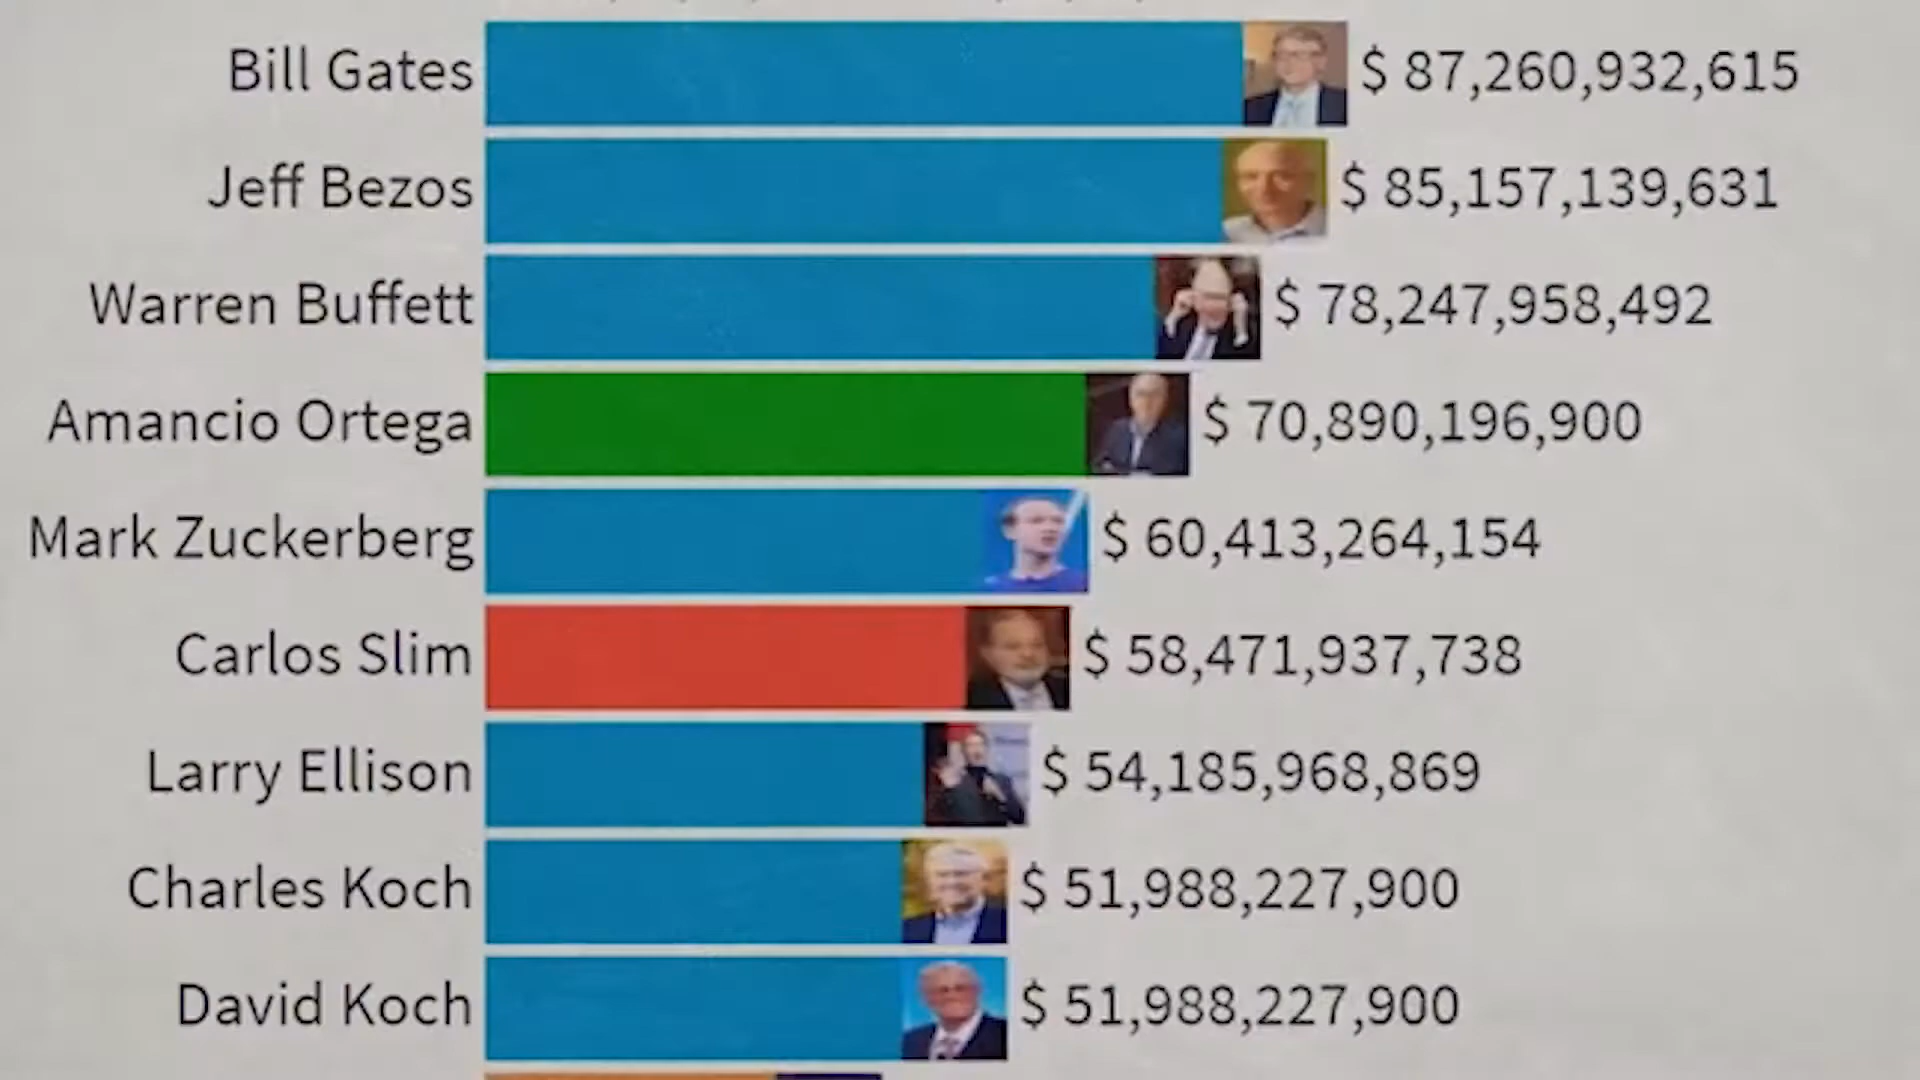 Bill Gates $ 87,260,932,615
Jeff Bezos $ 85,157,139,631
Warren Buffett $ 78,247,958,492
Amancio Ortega $ 70,890,196,900
Mark Zuckerberg $ 60,413,264,154
Carlos Slim $ 58,471,937,738
Larry Ellison $ 54,185,968,869
Charles Koch $ 51,988,227,900
David Koch $ 51,988,227,900